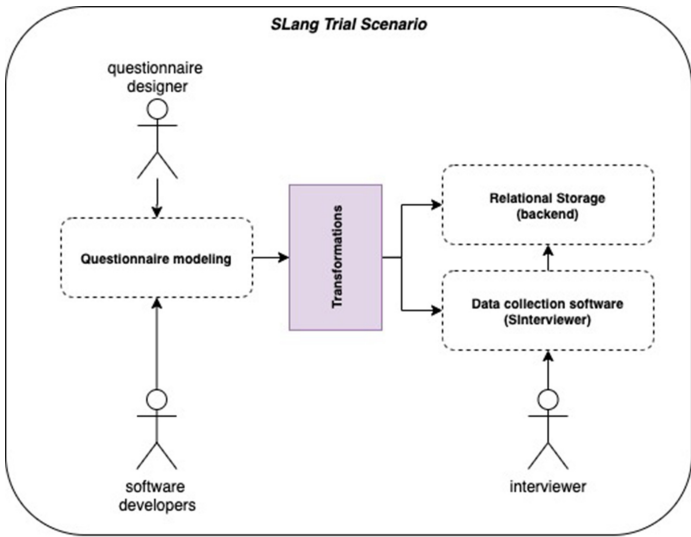 SLang Trial Scenario
questionnaire
designer
Questionnaire modeling
Transformations
Relational Storage
(backend)
Data collection software
(SInterviewer)
software
developers
interviewer